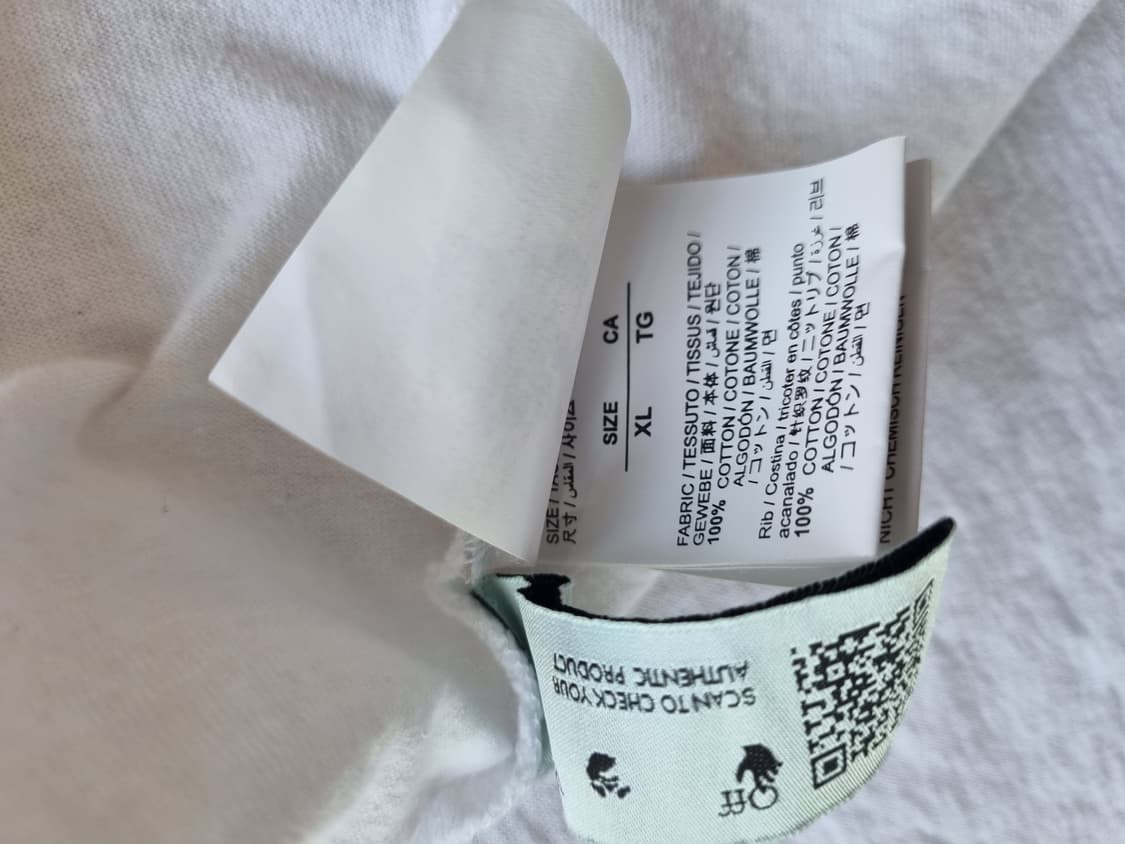 SIZE /
尺寸 / المقاس / 사이즈
SIZE CA
XL TG
FABRIC / TESSUTO / TISSUS / TEJIDO /
GEWEBE / 面料 / 本体 / قماش / 원단
100% COTTON / COTONE / COTON /
ALGODÓN / BAUMWOLLE / 棉
/ コットン / القطن / 면
Rib / Costina / tricoter en côtes / punto
acanalado / 针织罗纹 / ニットリブ / غرزة / 리브
100% COTTON / COTONE / COTON /
ALGODÓN / BAUMWOLLE / 棉
/ コットン / القطن / 면
NICHT CHEMISCH REINIGEN
SCAN TO CHECK YOUR
AUTHENTIC PRODUCT